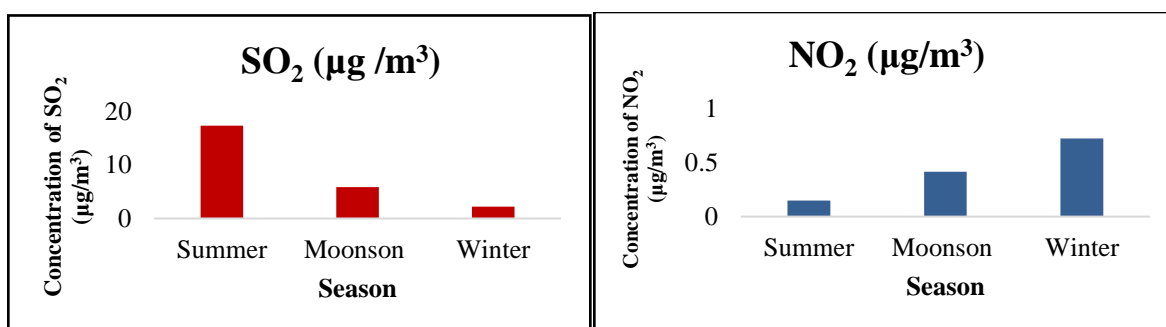 SO₂ (µg /m³)
Concentration of SO₂
(µg/m³)
20
10
0
Summer Moonson Winter
Season
NO₂ (µg/m³)
Concentration of NO₂
(µg/m³)
1
0.5
0
Summer Moonson Winter
Season